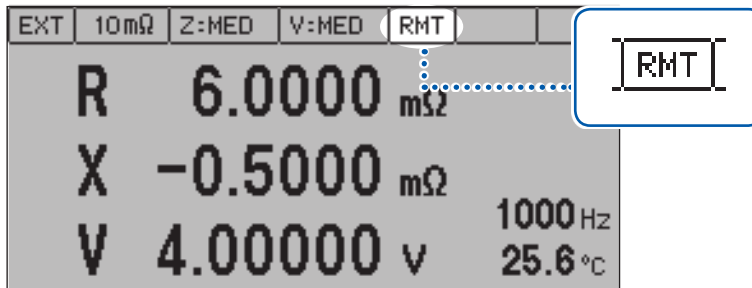 EXT 10mΩ Z:MED V:MED RMT
RMT
R 6.0000 mΩ
X -0.5000 mΩ
V 4.00000 V
1000 Hz
25.6 °C